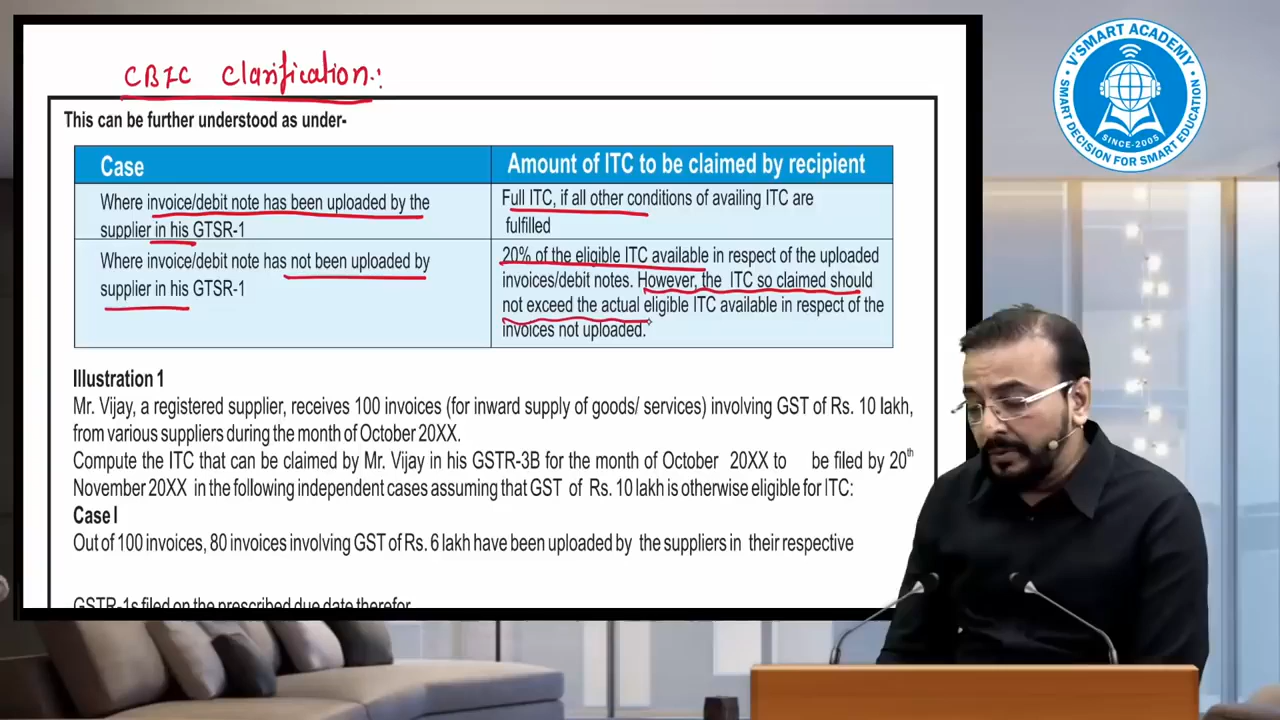 CBIC Clarification:
This can be further understood as under-
Case
Amount of ITC to be claimed by recipient
Where invoice/debit note has been uploaded by the
supplier in his GTSR-1
Full ITC, if all other conditions of availing ITC are
fulfilled
Where invoice/debit note has not been uploaded by
supplier in his GTSR-1
20% of the eligible ITC available in respect of the uploaded
invoices/debit notes. However, the ITC so claimed should
not exceed the actual eligible ITC available in respect of the
invoices not uploaded.
Illustration 1
Mr. Vijay, a registered supplier, receives 100 invoices (for inward supply of goods/ services) involving GST of Rs. 10 lakh,
from various suppliers during the month of October 20XX.
Compute the ITC that can be claimed by Mr. Vijay in his GSTR-3B for the month of October 20XX to be filed by 20th
November 20XX in the following independent cases assuming that GST of Rs. 10 lakh is otherwise eligible for ITC:
Case I
Out of 100 invoices, 80 invoices involving GST of Rs. 6 lakh have been uploaded by the suppliers in their respective
GSTR-1s filed on the prescribed due date therefor
V'SMART ACADEMY
SINCE-2005
SMART DECISION FOR SMART EDUCATION